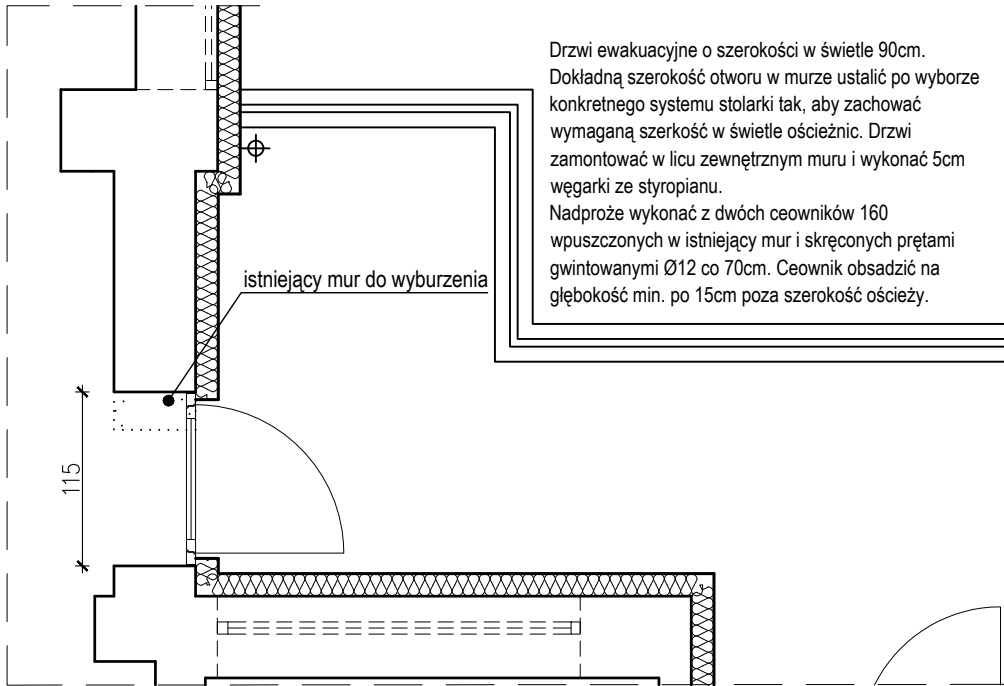 Drzwi ewakuacyjne o szerokości w świetle 90cm.
Dokładną szerokość otworu w murze ustalić po wyborze
konkretnego systemu stolarki tak, aby zachować
wymaganą szerkość w świetle ościeżnic. Drzwi
zamontować w licu zewnętrznym muru i wykonać 5cm
węgarki ze styropianu.
Nadproże wykonać z dwóch ceowników 160
wpuszczonych w istniejący mur i skręconych prętami
gwintowanymi Ø12 co 70cm. Ceownik obsadzić na
głębokość min. po 15cm poza szerokość ościeży.
istniejący mur do wyburzenia
115